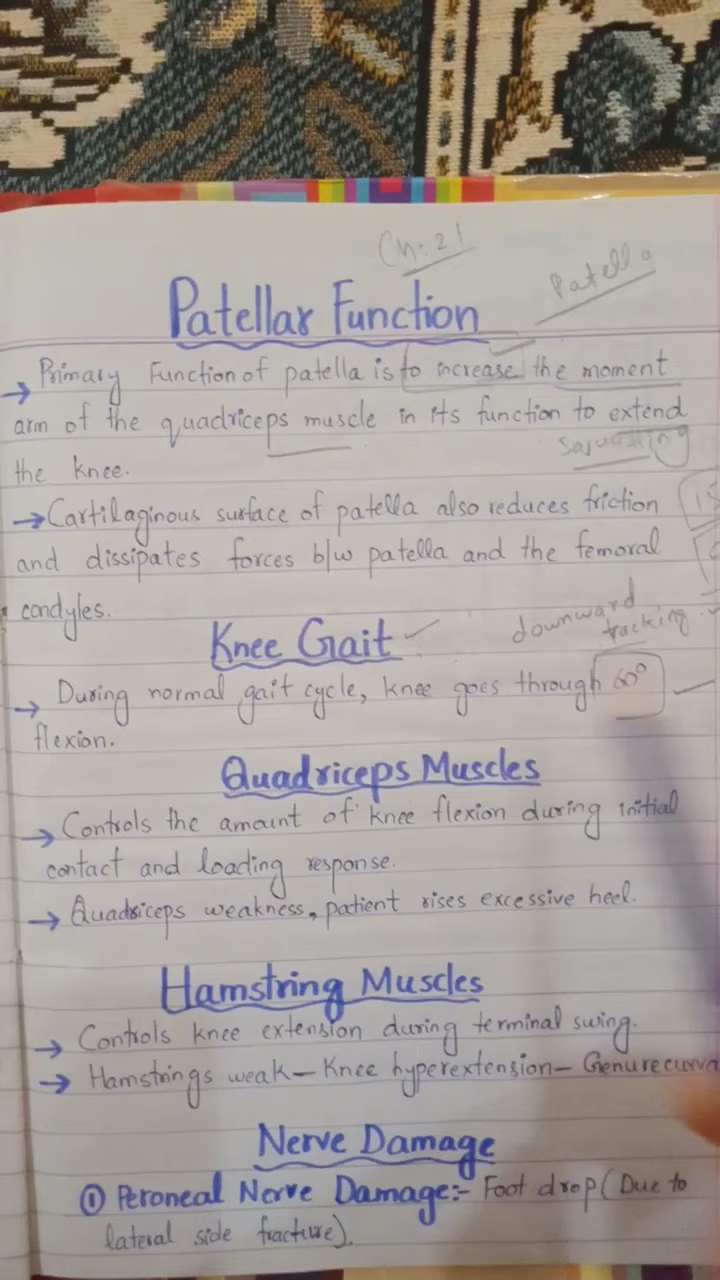 Ch. 21
Patella
Patellar Function
→ Primary Function of patella is to increase the moment
arm of the quadriceps muscle in its function to extend
the knee.
→ Cartilaginous surface of patella also reduces friction
and dissipates forces b/w patella and the femoral
condyles.
downward
tracking.
Knee Gait
→ During normal gait cycle, knee goes through 60°
flexion.
Quadriceps Muscles
→ Controls the amount of knee flexion during initial
contact and loading response.
→ Quadriceps weakness, patient rises excessive heel.
Hamstring Muscles
→ Controls knee extension during terminal swing.
→ Hamstrings weak – Knee hyperextension – Genurecurva
Nerve Damage
① Peroneal Nerve Damage:- Foot drop (Due to
lateral side fracture).